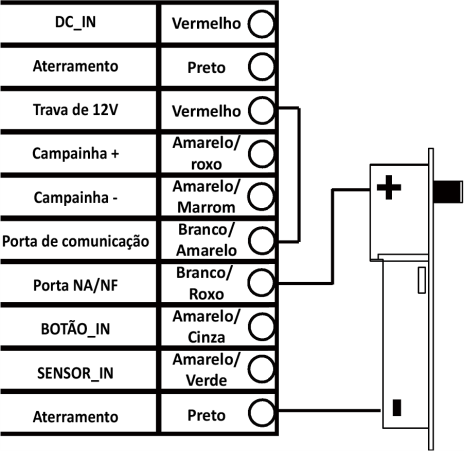 DC_IN Vermelho
Aterramento Preto
Trava de 12V Vermelho
Campainha + Amarelo/
roxo
Campainha - Amarelo/
Marrom
Porta de comunicação Branco/
Amarelo
Porta NA/NF Branco/
Roxo
BOTÃO_IN Amarelo/
Cinza
SENSOR_IN Amarelo/
Verde
Aterramento Preto
+
-